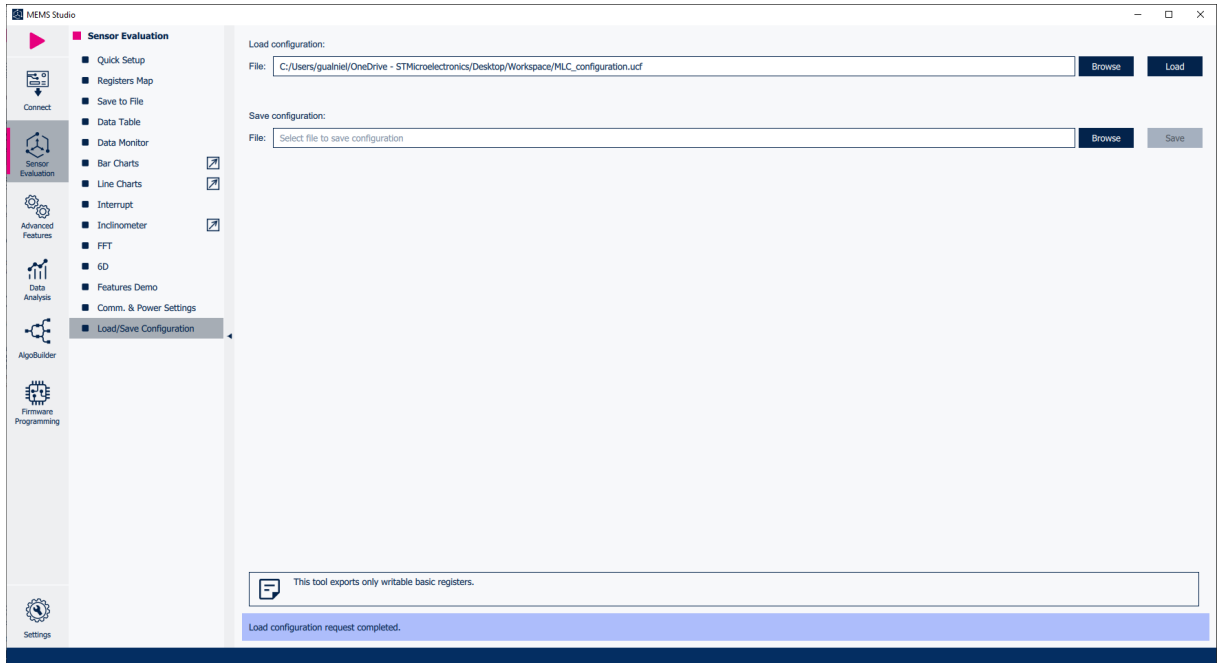 MEMS Studio
Connect
Sensor
Evaluation
Advanced
Features
Data
Analysis
AlgoBuilder
Firmware
Programming
Settings
Sensor Evaluation
Quick Setup
Registers Map
Save to File
Data Table
Data Monitor
Bar Charts
Line Charts
Interrupt
Inclinometer
FFT
6D
Features Demo
Comm. & Power Settings
Load/Save Configuration
Load configuration:
File: C:/Users/gualniel/OneDrive - STMicroelectronics/Desktop/Workspace/MLC_configuration.ucf Browse Load
Save configuration:
File: Select file to save configuration Browse Save
This tool exports only writable basic registers.
Load configuration request completed.